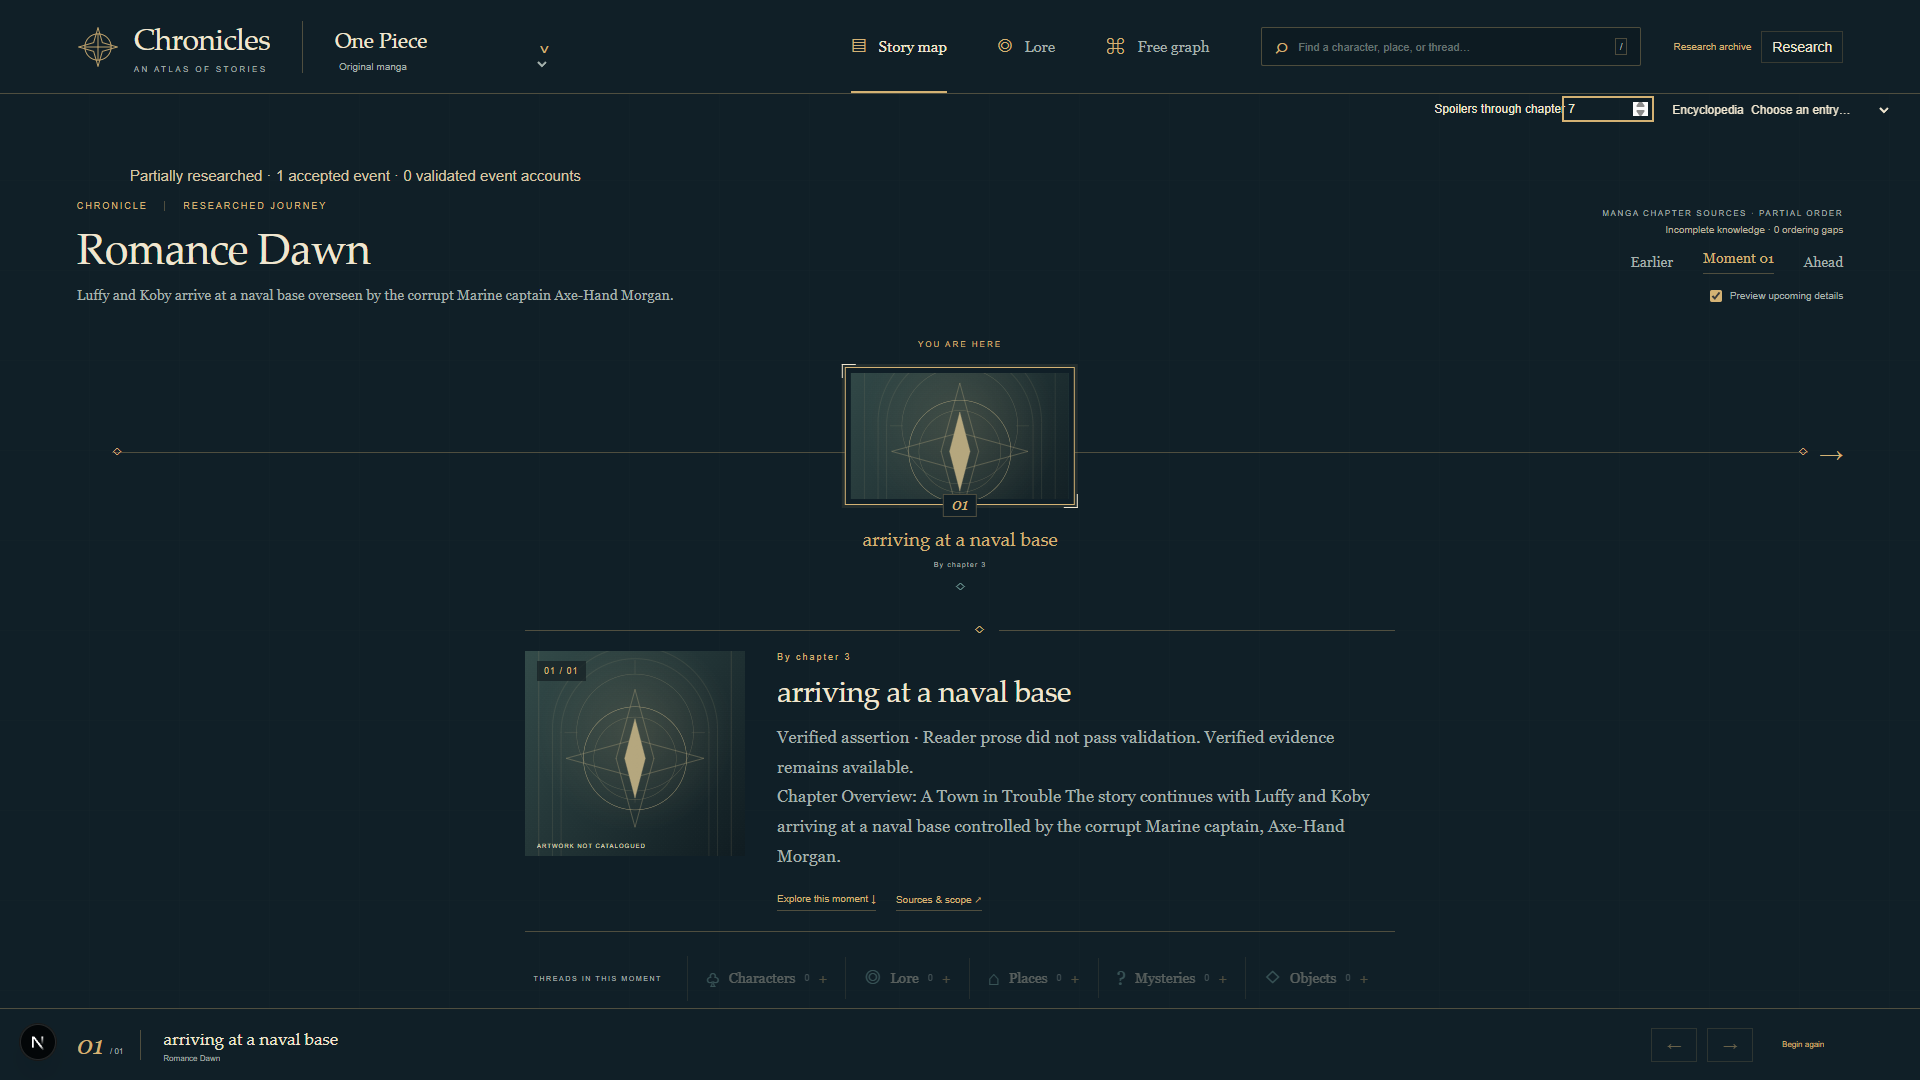 Chronicles
AN ATLAS OF STORIES
One Piece
Original manga
Story map
Lore
Free graph
Find a character, place, or thread...
/
Research archive
Research
Spoilers through chapter 7
Encyclopedia Choose an entry...
Partially researched · 1 accepted event · 0 validated event accounts
CHRONICLE | RESEARCHED JOURNEY
Romance Dawn
Luffy and Koby arrive at a naval base overseen by the corrupt Marine captain Axe-Hand Morgan.
MANGA CHAPTER SOURCES · PARTIAL ORDER
Incomplete knowledge · 0 ordering gaps
Earlier
Moment 01
Ahead
Preview upcoming details
YOU ARE HERE
01
arriving at a naval base
By chapter 3
01 / 01
ARTWORK NOT CATALOGUED
By chapter 3
arriving at a naval base
Verified assertion · Reader prose did not pass validation. Verified evidence
remains available.
Chapter Overview: A Town in Trouble The story continues with Luffy and Koby
arriving at a naval base controlled by the corrupt Marine captain, Axe-Hand
Morgan.
Explore this moment ↓
Sources & scope ↗
THREADS IN THIS MOMENT
Characters 0 +
Lore 0 +
Places 0 +
? Mysteries 0 +
Objects 0 +
N
01 / 01
arriving at a naval base
Romance Dawn
← →
Begin again